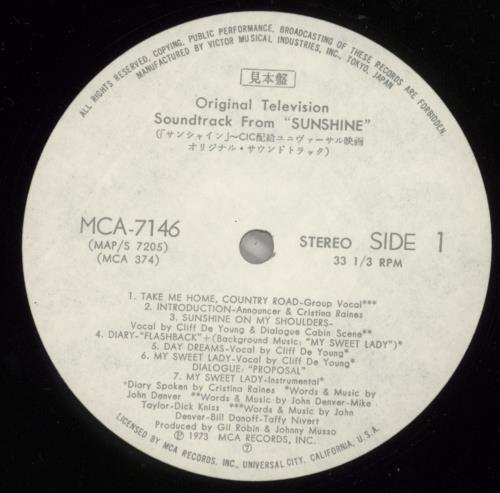 ALL RIGHTS RESERVED, COPYING, PUBLIC PERFORMANCE, BROADCASTING OF THESE RECORDS ARE FORBIDDEN.
MANUFACTURED BY VICTOR MUSICAL INDUSTRIES, INC., TOKYO, JAPAN
見本盤
Original Television
Soundtrack From "SUNSHINE"
(「サンシャイン」〜CIC配給ユニヴァーサル映画
オリジナル・サウンドトラック)
MCA-7146
(MAP/S 7205)
(MCA 374)
STEREO SIDE 1
33 1/3 RPM
1. TAKE ME HOME, COUNTRY ROAD-Group Vocal***
2. INTRODUCTION-Announcer & Cristina Raines
3. SUNSHINE ON MY SHOULDERS-
Vocal by Cliff De Young & Dialogue Cabin Scene**
4. DIARY-"FLASHBACK"+(Background Music: "MY SWEET LADY")*
5. DAY DREAMS-Vocal by Cliff De Young*
6. MY SWEET LADY-Vocal by Cliff De Young*
DIALOGUE: "PROPOSAL"
7. MY SWEET LADY-Instrumental*
+Diary Spoken by Cristina Raines *Words & Music by
John Denver **Words & Music by John Denver-Mike
Taylor-Dick Kniss ***Words & Music by John
Denver-Bill Danoff-Taffy Nivert
Produced by Gil Robin & Johnny Musso
Ⓟ 1973 MCA RECORDS, INC.
⑦
LICENSED BY MCA RECORDS, INC., UNIVERSAL CITY, CALIFORNIA, U.S.A.